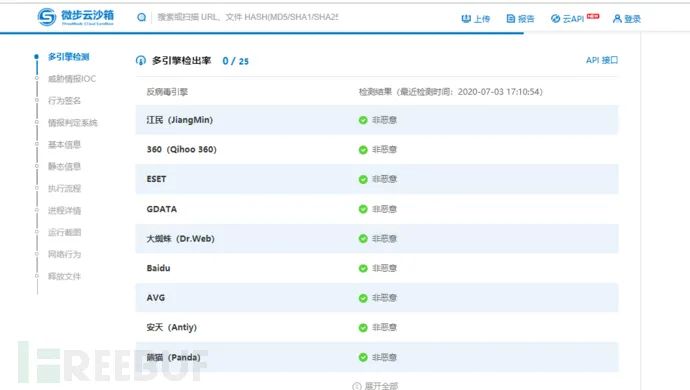 微步云沙箱
ThreatBook Cloud Sandbox
搜索或扫描 URL、文件 HASH(MD5/SHA1/SHA25
上传
报告
云API NEW
登录
多引擎检测
威胁情报IOC
行为签名
情报判定系统
基本信息
静态信息
执行流程
进程详情
运行截图
网络行为
释放文件
多引擎检出率 0 / 25
API 接口
反病毒引擎 检测结果（最近检测时间：2020-07-03 17:10:54）
江民（JiangMin） 非恶意
360（Qihoo 360） 非恶意
ESET 非恶意
GDATA 非恶意
大蜘蛛（Dr.Web） 非恶意
Baidu 非恶意
AVG 非恶意
安天（Antiy） 非恶意
熊猫（Panda） 非恶意
展开全部
FREEBUF